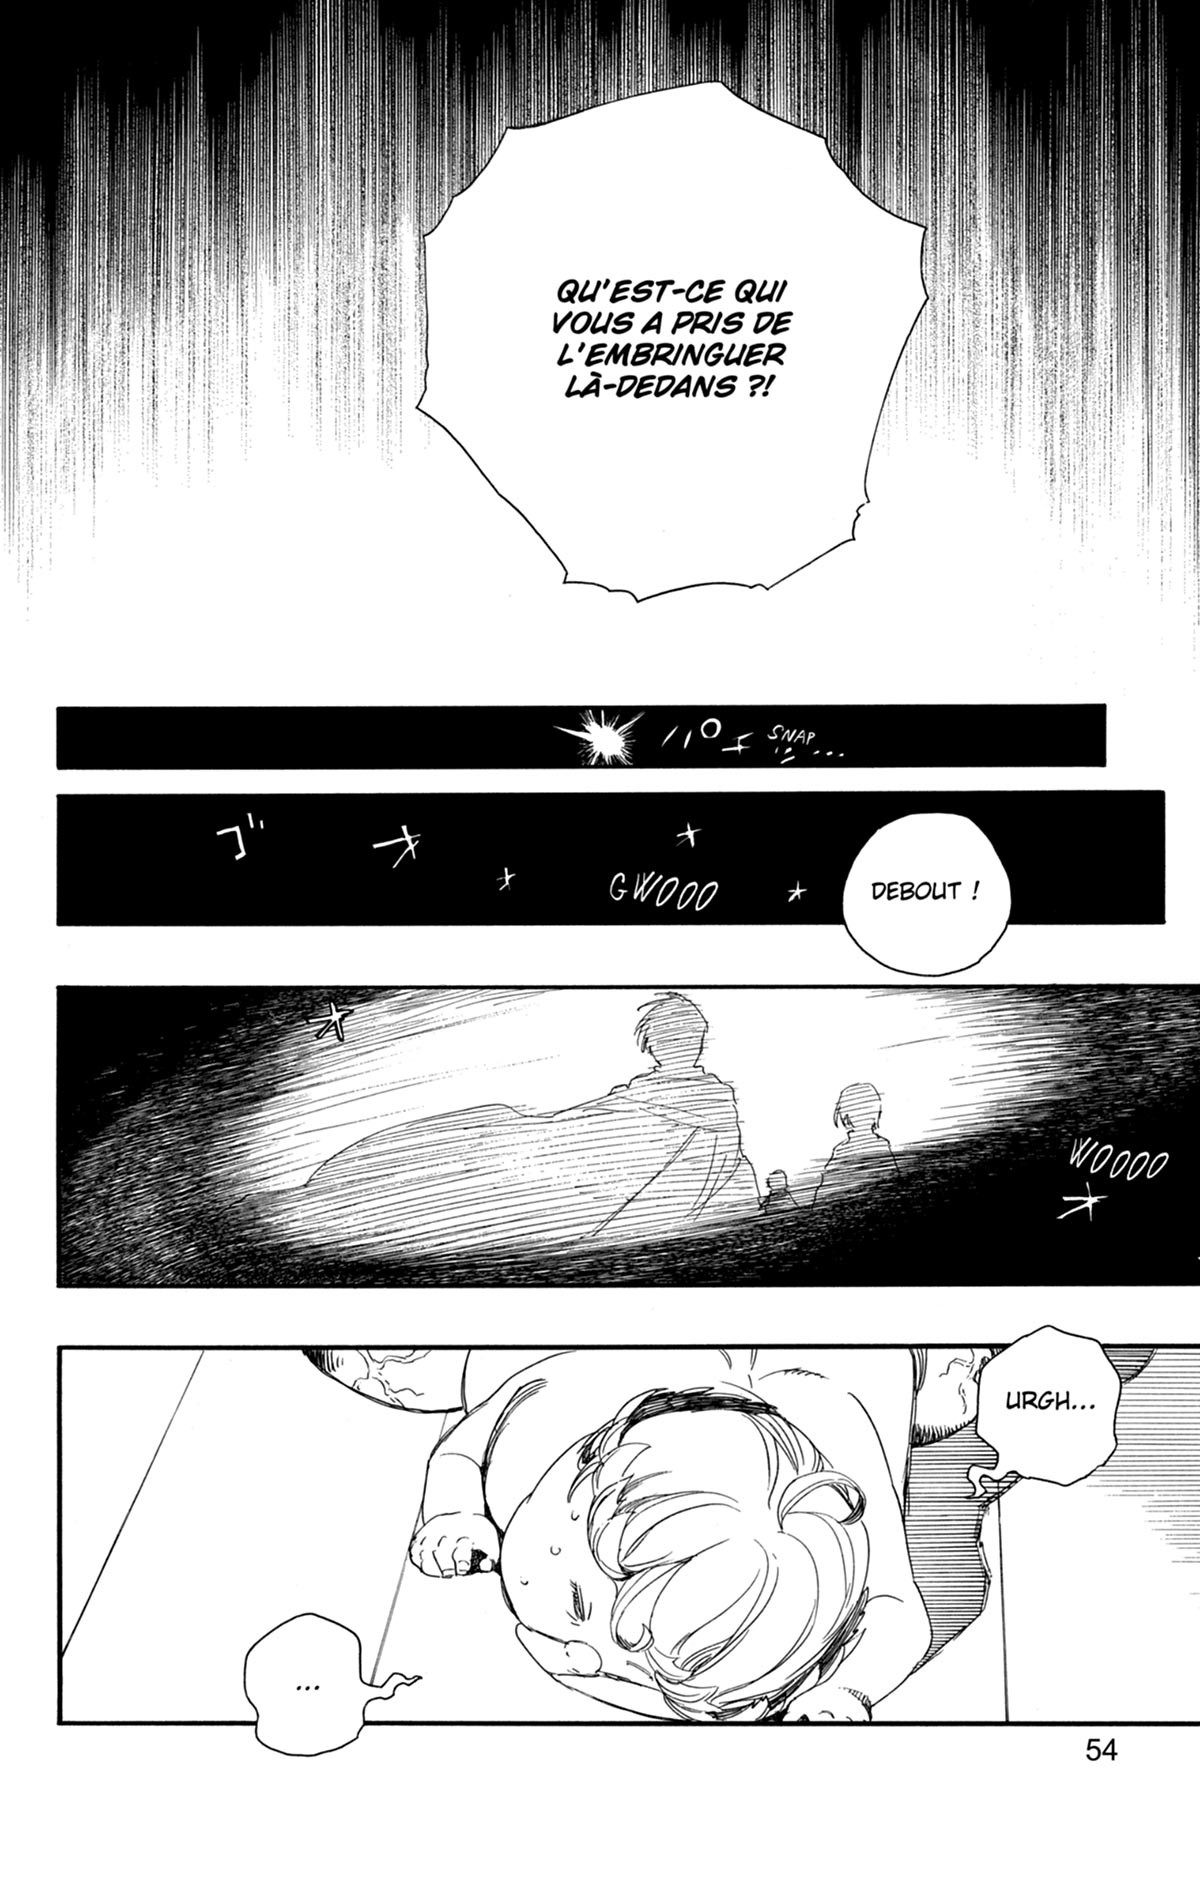 QU'EST-CE QUI
VOUS A PRIS DE
L'EMBRINGUER
LÀ-DEDANS ?!
パチ
SNAP
...
ゴ
オ
GWOOO
DEBOUT !
オ
WOOOO
オ
URGH...
...
54